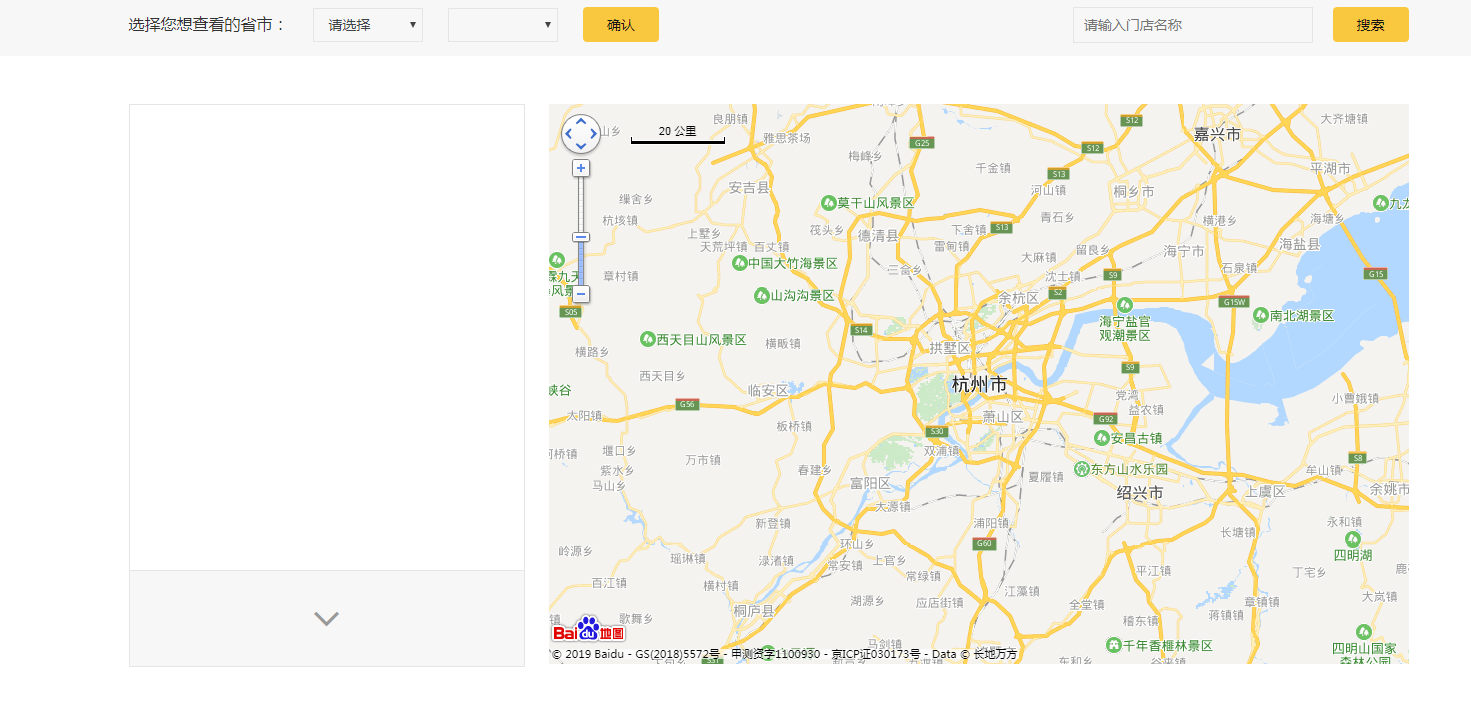 选择您想查看的省市：
请选择
确认
请输入门店名称
搜索
20 公里
良朋镇
雅思茶场
梅峰乡
G25
S12
嘉兴市
大齐塘镇
S12
千金镇
S13
平湖市
安吉县
河山镇
桐乡市
缫舍乡
莫干山风景区
杭垓镇
青石乡
横港乡
海塘乡
上墅乡
筏头乡
德清县
下舍镇
S13
天荒坪镇
百丈镇
雷甸镇
留良乡
海宁市
海盐县
中国大竹海景区
大麻镇
三合乡
石泉镇
章村镇
沈士镇
S9
G15
山沟沟景区
余杭区
S2
G15W
S05
海宁盐官
观潮景区
南北湖景区
S14
西天目山风景区
横畈镇
拱墅区
横路乡
西天目乡
S9
杭州市
临安区
峡谷
党湾
小曹娥镇
G56
太阳镇
萧山区
益农镇
G92
板桥镇
S30
安昌古镇
堰口乡
双浦镇
万市镇
S8
紫水乡
春建乡
东方山水乐园
牟山镇
夏履镇
马山乡
富阳区
绍兴市
上虞区
余姚市
大源镇
新登镇
浦阳镇
永和镇
长塘镇
岭源乡
环山乡
G60
四明湖
瑶琳镇
渌渚镇
常安镇
上官乡
平江镇
丁宅乡
百江镇
横村镇
常绿镇
江藻镇
大岚镇
湖源乡
应店街镇
全堂镇
章镇镇
桐庐县
蒋镇镇
歌舞乡
稽东镇
Bai du 地图
马剑镇
千年香榧林景区
四明山国家
森林公园
© 2019 Baidu - GS(2018)5572号 - 甲测资字1100930 - 京ICP证030173号 - Data © 长地万方